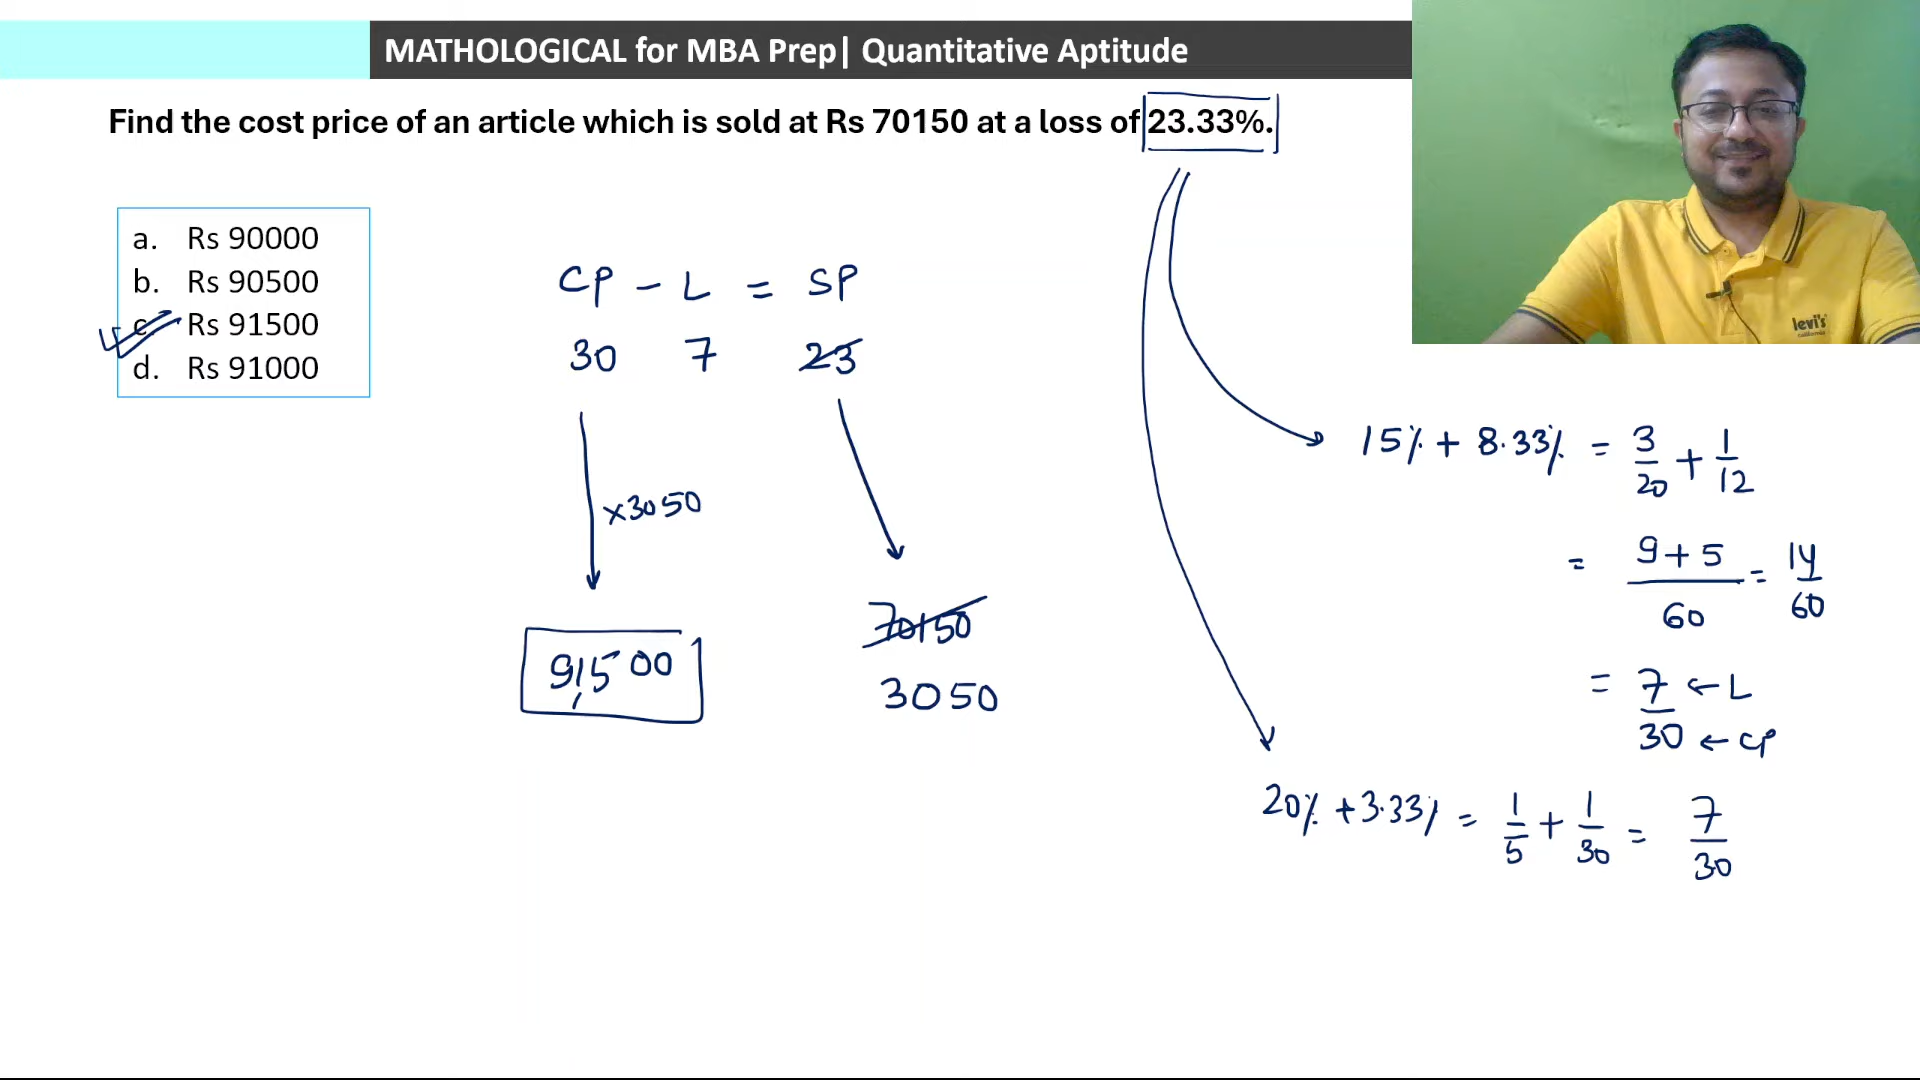 MATHOLOGICAL for MBA Prep| Quantitative Aptitude
Find the cost price of an article which is sold at Rs 70150 at a loss of 23.33%.
a. Rs 90000
b. Rs 90500
c. Rs 91500
d. Rs 91000
CP - L = SP
30 7 23
×3050
91500
70150
3050
15% + 8.33% = 3/20 + 1/12
= 9+5/60 = 14/60
= 7/30 ← L ← CP
20% + 3.33% = 1/5 + 1/30 = 7/30
levi's